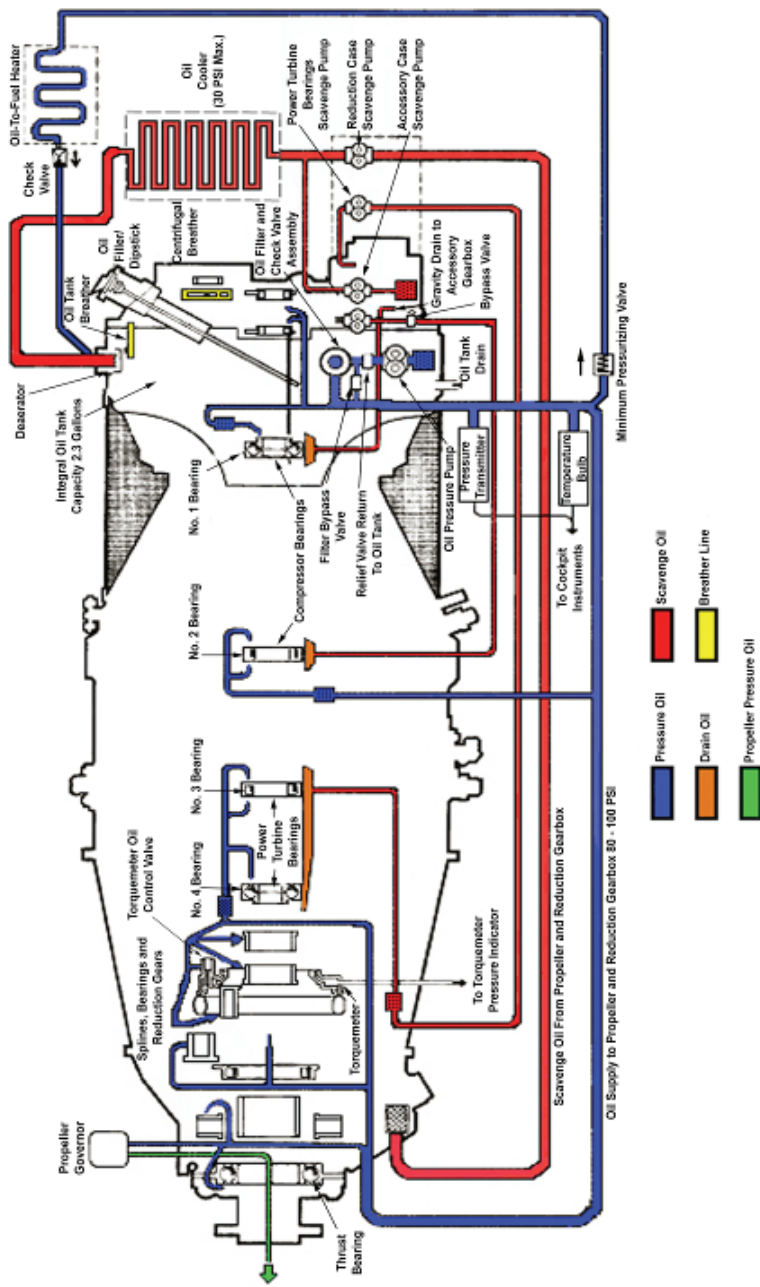 Propeller
Governor
Splines, Bearings and
Reduction Gears
Torquemeter Oil
Control Valve
No. 4 Bearing
No. 3 Bearing
Power
Turbine
Bearings
No. 2 Bearing
Compressor Bearings
No. 1 Bearing
Integral Oil Tank
Capacity 2.3 Gallons
Deaerator
Oil Tank
Breather
Oil
Filler/
Dipstick
Check
Valve
Oil-To-Fuel Heater
Centrifugal
Breather
Oil
Cooler
(30 PSI Max.)
Oil Filter and
Check Valve
Assembly
Power Turbine
Bearings
Scavenge Pump
Reduction Case
Scavenge Pump
Accessory Case
Scavenge Pump
Gravity Drain to
Accessory
Gearbox
Bypass Valve
Thrust
Bearing
Torquemeter
To Torquemeter
Pressure Indicator
Filter Bypass
Valve
Relief Valve Return
To Oil Tank
Oil Pressure Pump
Oil Tank
Drain
Pressure
Transmitter
Temperature
Bulb
To Cockpit
Instruments
Minimum Pressurizing Valve
Scavenge Oil From Propeller and Reduction Gearbox
Oil Supply to Propeller and Reduction Gearbox 80 - 100 PSI
Pressure Oil
Scavenge Oil
Drain Oil
Breather Line
Propeller Pressure Oil